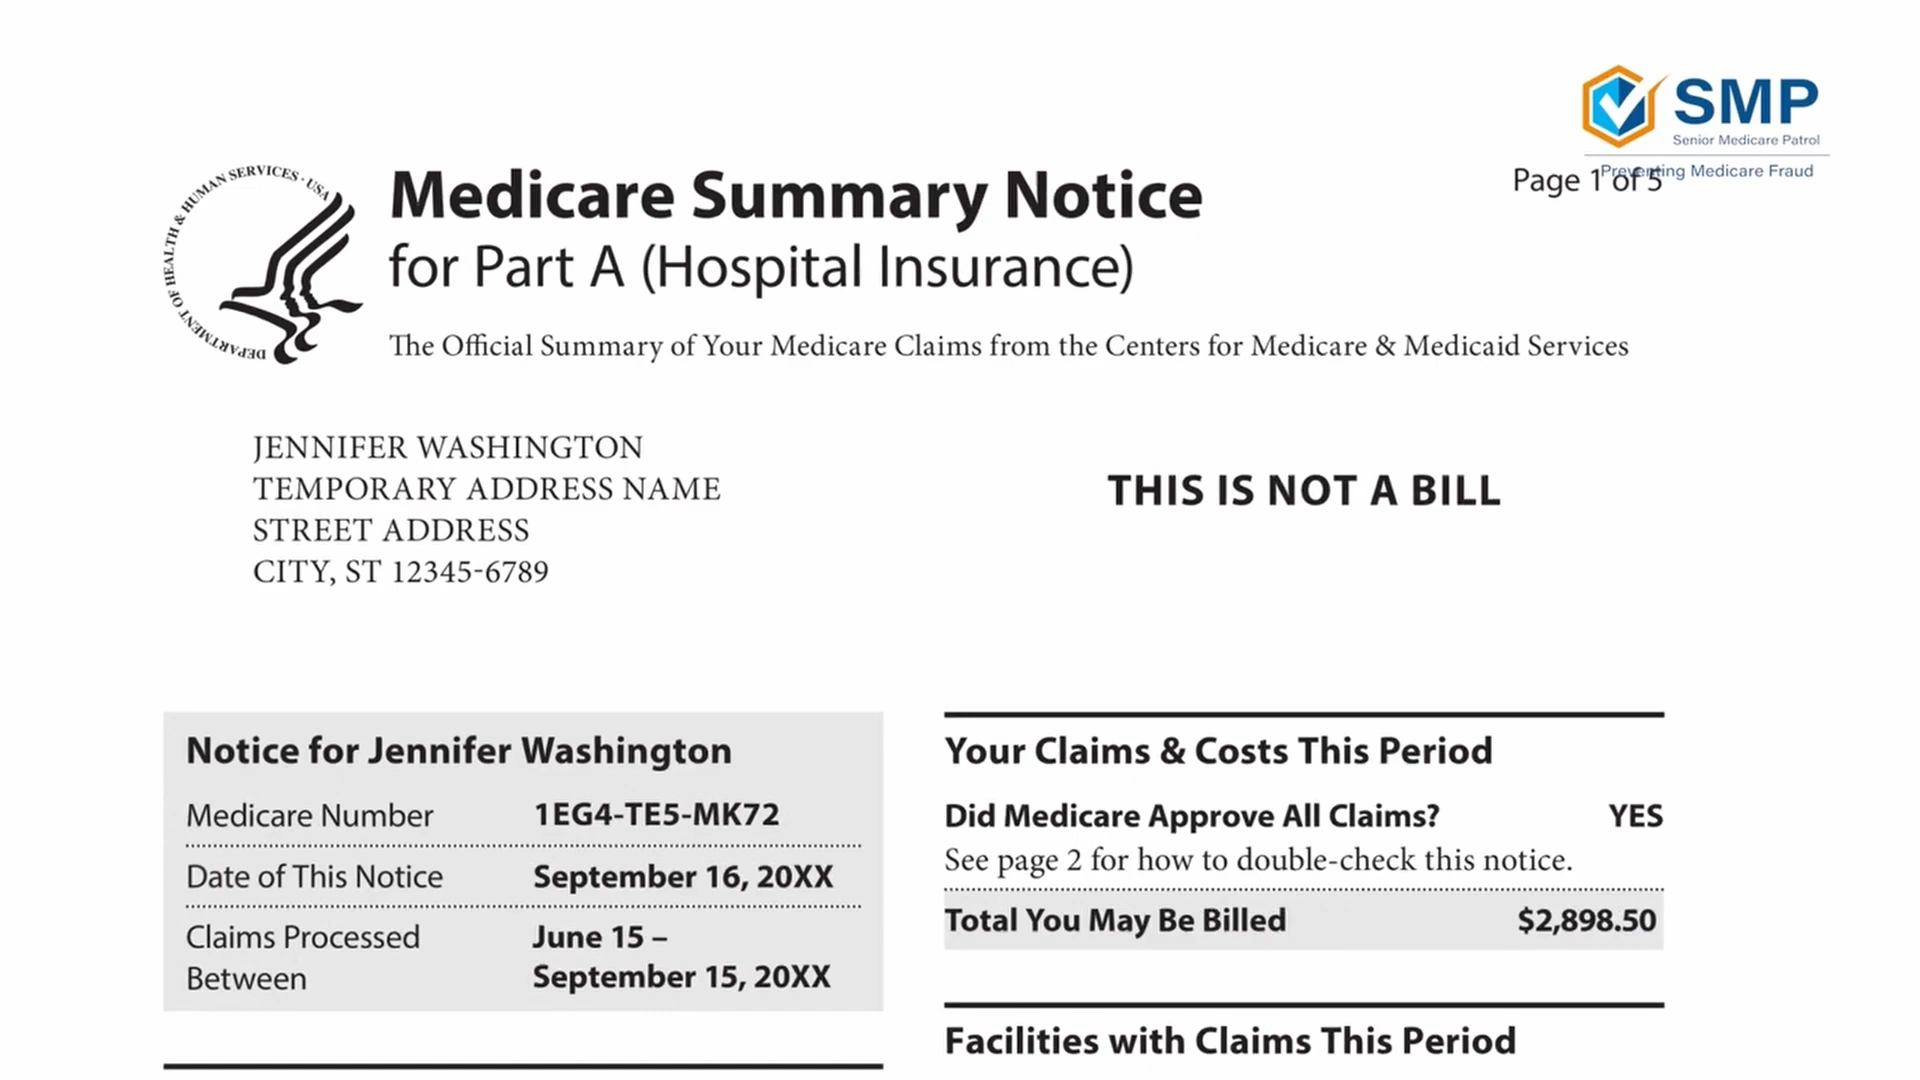 SMP
Senior Medicare Patrol
Preventing Medicare Fraud
Page 1 of 5
DEPARTMENT OF HEALTH & HUMAN SERVICES · USA
Medicare Summary Notice
for Part A (Hospital Insurance)
The Official Summary of Your Medicare Claims from the Centers for Medicare & Medicaid Services
JENNIFER WASHINGTON
TEMPORARY ADDRESS NAME
STREET ADDRESS
CITY, ST 12345-6789
THIS IS NOT A BILL
Notice for Jennifer Washington
Medicare Number 1EG4-TE5-MK72
Date of This Notice September 16, 20XX
Claims Processed June 15 –
Between September 15, 20XX
Your Claims & Costs This Period
Did Medicare Approve All Claims? YES
See page 2 for how to double-check this notice.
Total You May Be Billed $2,898.50
Facilities with Claims This Period